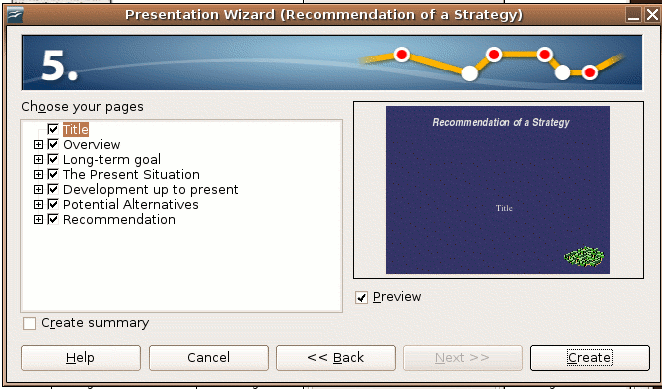 Presentation Wizard (Recommendation of a Strategy)
5.
Choose your pages
Title
Overview
Long-term goal
The Present Situation
Development up to present
Potential Alternatives
Recommendation
Create summary
Recommendation of a Strategy
Title
Preview
Help
Cancel
<< Back
Next >>
Create